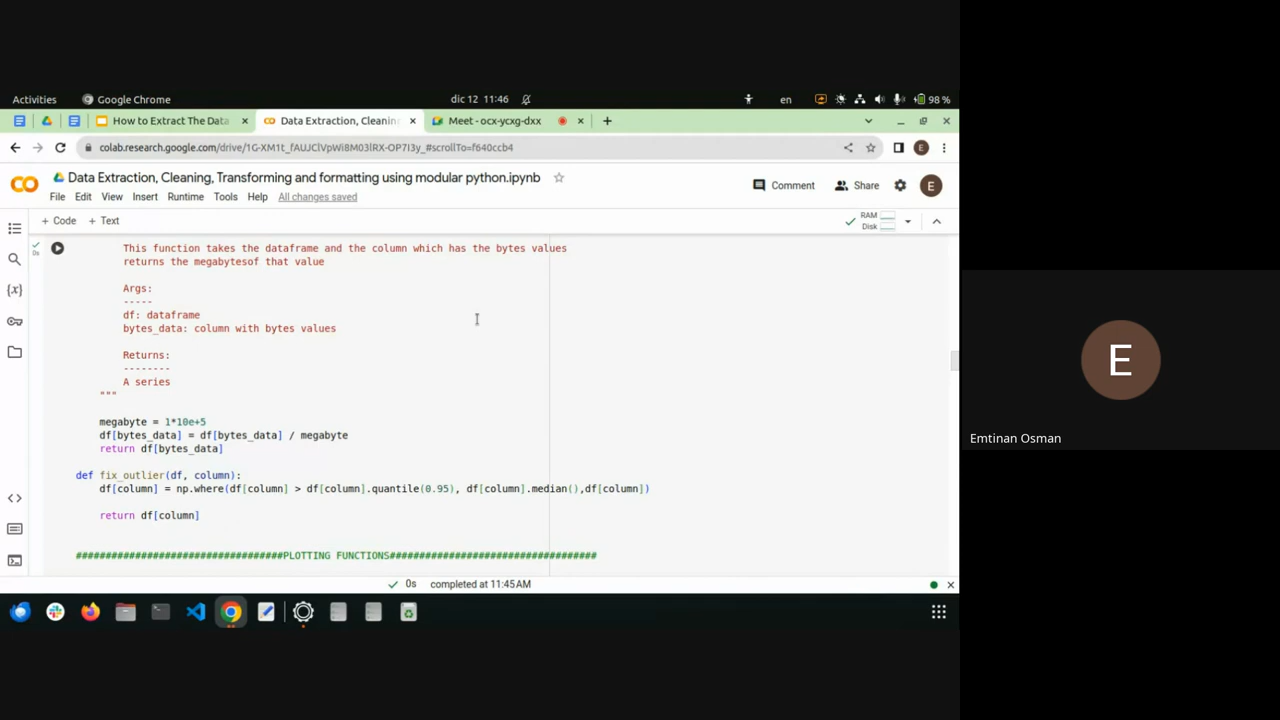 Activities Google Chrome dic 12 11:46 en 98 %
How to Extract The Data Data Extraction, Cleanin Meet - ocx-ycxg-dxx
colab.research.google.com/drive/1G-XM1t_fAUJClVpWi8M03lRX-OP7I3y_#scrollTo=f640ccb4
Data Extraction, Cleaning, Transforming and formatting using modular python.ipynb
Comment Share E
File Edit View Insert Runtime Tools Help All changes saved
+ Code + Text RAM
Disk
This function takes the dataframe and the column which has the bytes values
0s
returns the megabytesof that value
Args:
-----
df: dataframe
bytes_data: column with bytes values
Returns:
--------
A series
"""
megabyte = 1*10e+5
df[bytes_data] = df[bytes_data] / megabyte
return df[bytes_data]
def fix_outlier(df, column):
df[column] = np.where(df[column] > df[column].quantile(0.95), df[column].median(),df[column])
return df[column]
###################################PLOTTING FUNCTIONS###################################
0s completed at 11:45 AM
E
Emtinan Osman